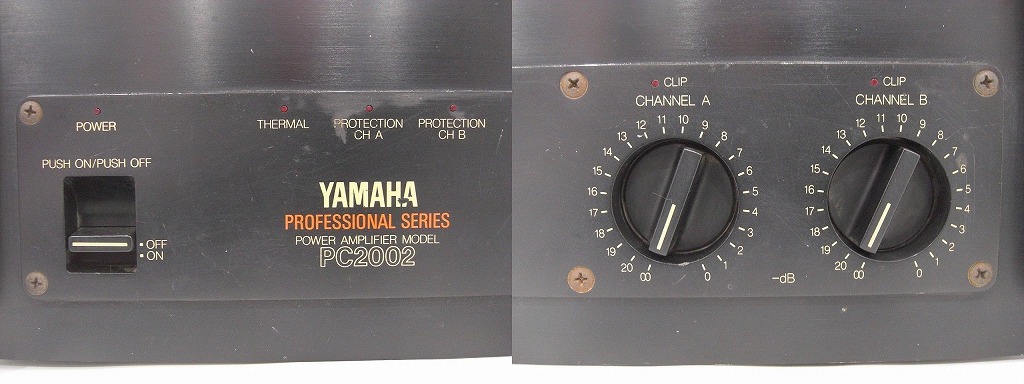 POWER
THERMAL
PROTECTION
CH A
PROTECTION
CH B
PUSH ON/PUSH OFF
OFF
ON
YAMAHA
PROFESSIONAL SERIES
POWER AMPLIFIER MODEL
PC2002
CLIP
CHANNEL A
∞ 20 19 18 17 16 15 14 13 12 11 10 9 8 7 6 5 4 3 2 1 0
-dB
CLIP
CHANNEL B
∞ 20 19 18 17 16 15 14 13 12 11 10 9 8 7 6 5 4 3 2 1 0